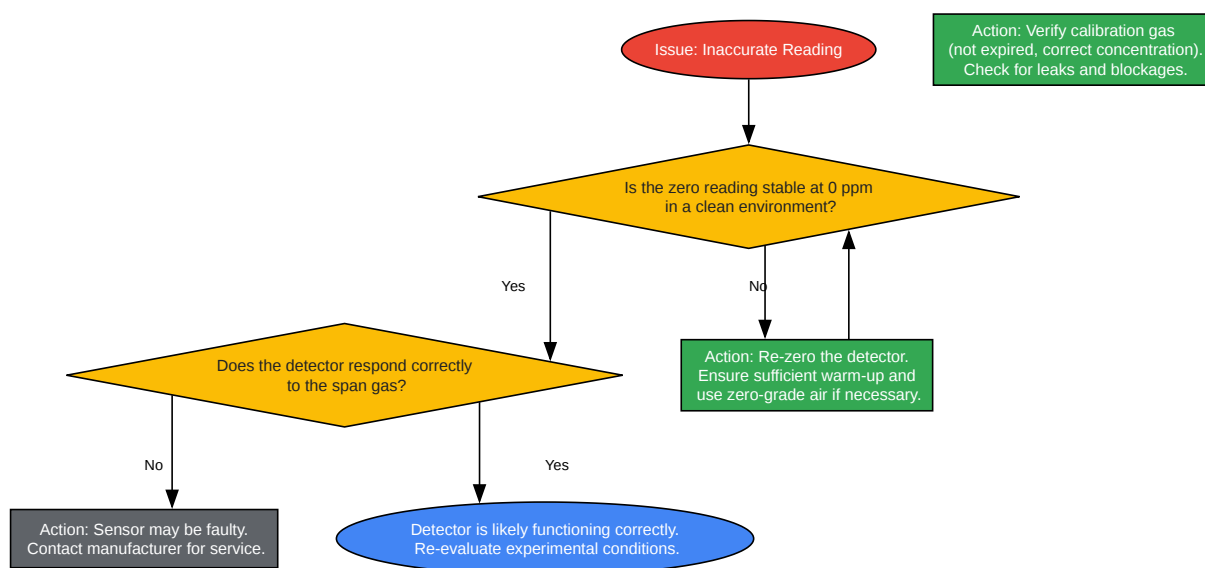 Issue: Inaccurate Reading
Action: Verify calibration gas
(not expired, correct concentration).
Check for leaks and blockages.
Is the zero reading stable at 0 ppm
in a clean environment?
Yes
No
Action: Re-zero the detector.
Ensure sufficient warm-up and
use zero-grade air if necessary.
Does the detector respond correctly
to the span gas?
No
Yes
Action: Sensor may be faulty.
Contact manufacturer for service.
Detector is likely functioning correctly.
Re-evaluate experimental conditions.